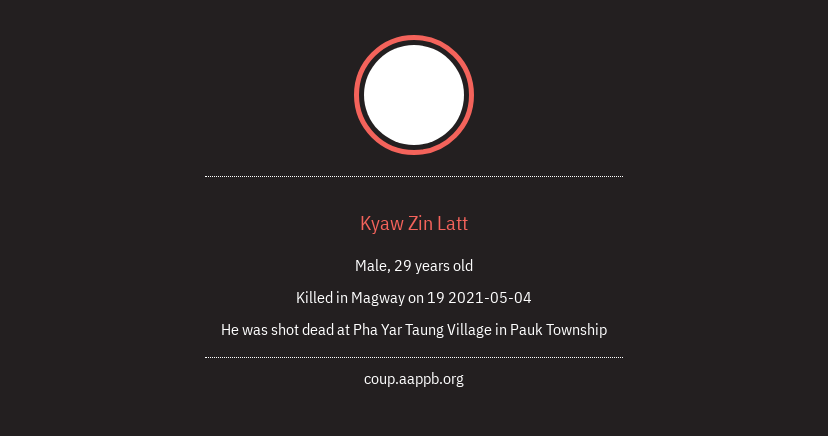 Kyaw Zin Latt
Male, 29 years old
Killed in Magway on 19 2021-05-04
He was shot dead at Pha Yar Taung Village in Pauk Township
coup.aappb.org